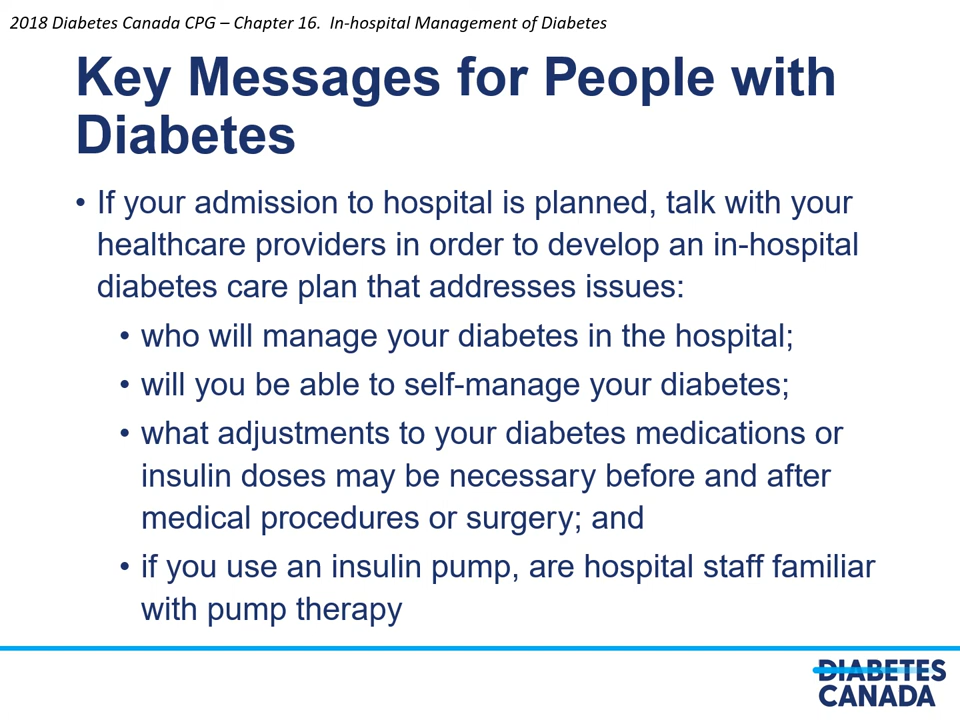 2018 Diabetes Canada CPG – Chapter 16.  In-hospital Management of Diabetes
Key Messages for People with
Diabetes
• If your admission to hospital is planned, talk with your
healthcare providers in order to develop an in-hospital
diabetes care plan that addresses issues:
• who will manage your diabetes in the hospital;
• will you be able to self-manage your diabetes;
• what adjustments to your diabetes medications or
insulin doses may be necessary before and after
medical procedures or surgery; and
• if you use an insulin pump, are hospital staff familiar
with pump therapy
DIABETES
CANADA